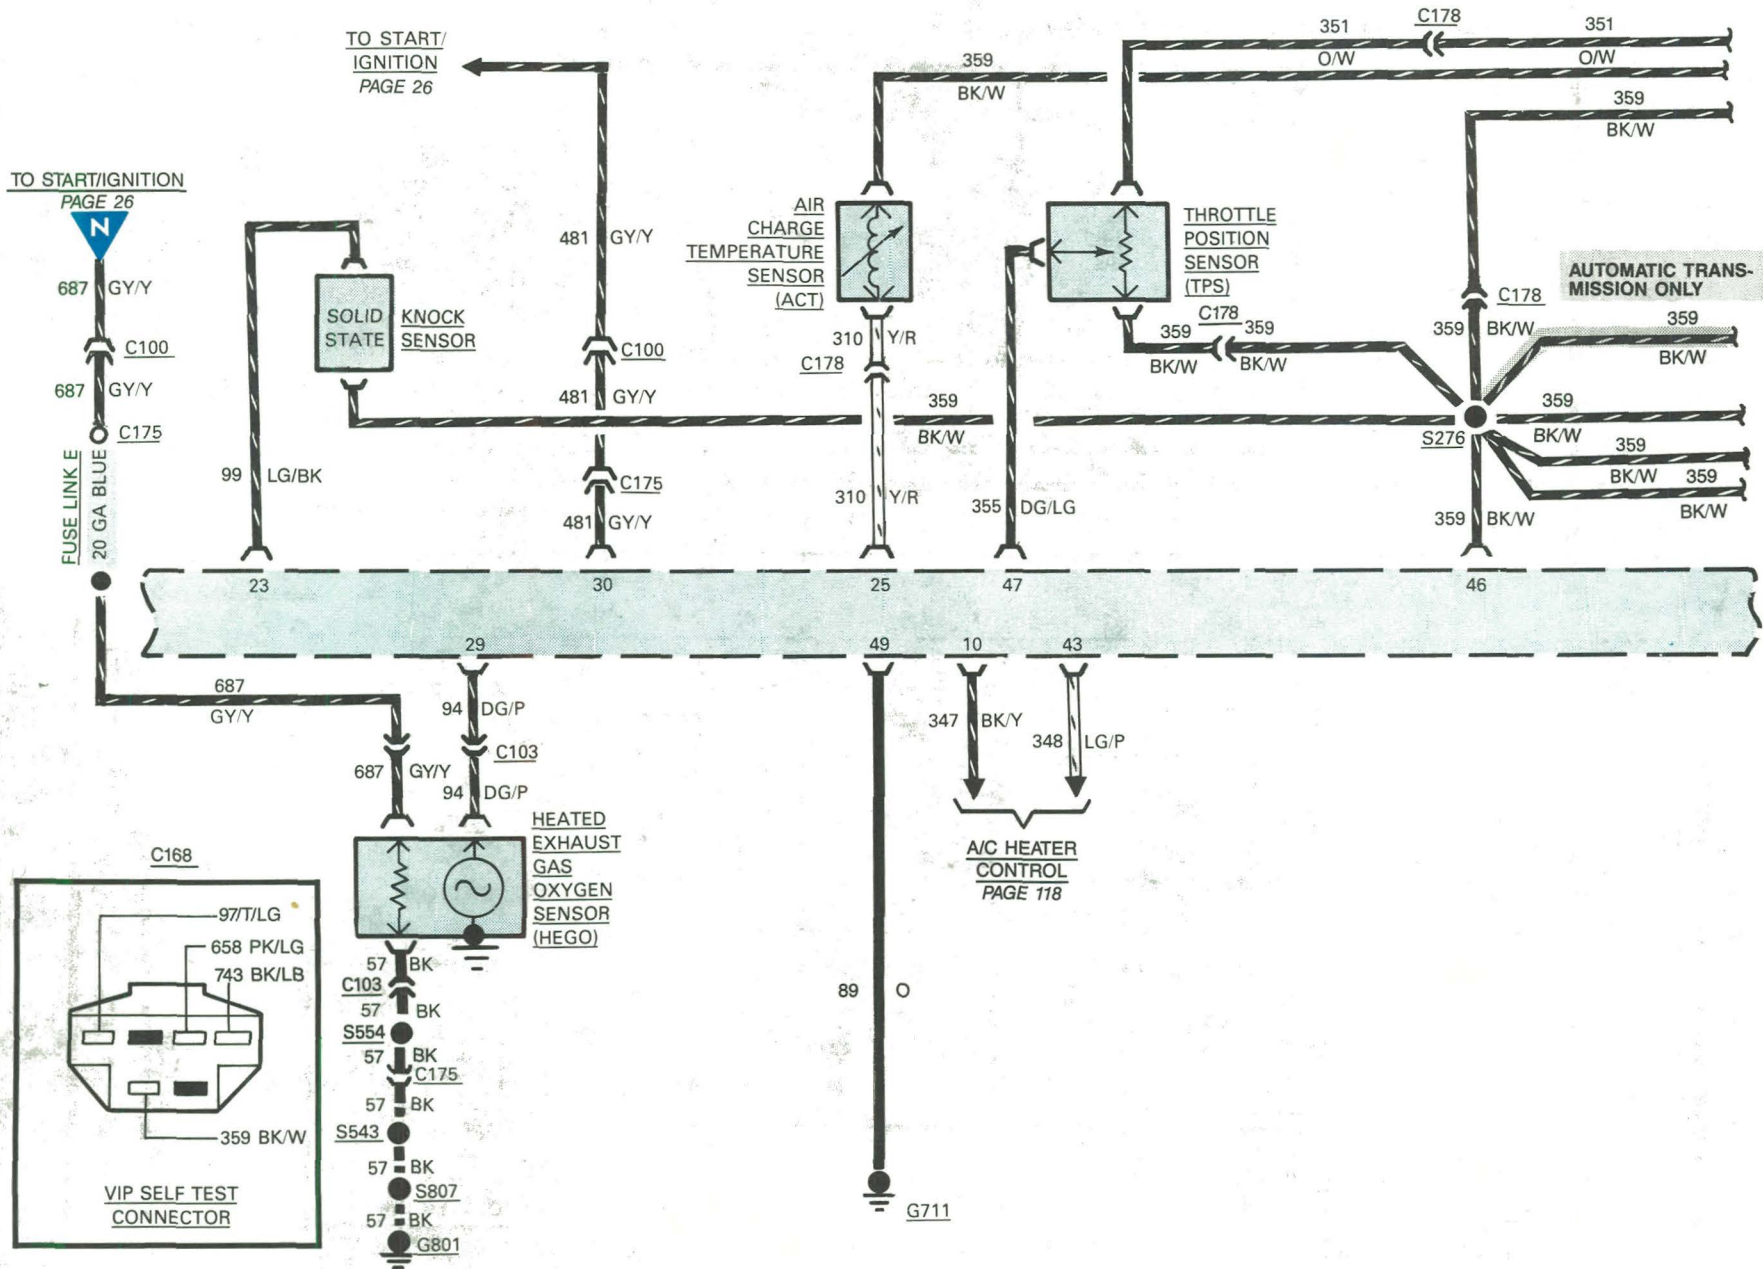 TO START/
IGNITION
PAGE 26
359
BK/W
351
O/W
C178
351
O/W
359
BK/W
TO START/IGNITION
PAGE 26
N
687 GY/Y
C100
687 GY/Y
C175
FUSE LINK E
20 GA BLUE
99 LG/BK
SOLID
STATE
KNOCK
SENSOR
481 GY/Y
C100
481 GY/Y
C175
481 GY/Y
AIR
CHARGE
TEMPERATURE
SENSOR
(ACT)
310 Y/R
C178
310 Y/R
359
BK/W
THROTTLE
POSITION
SENSOR
(TPS)
355 DG/LG
359
BK/W
C178
359
BK/W
AUTOMATIC TRANS-
MISSION ONLY
C178
359 BK/W
359
BK/W
S276
359
BK/W
359
BK/W
359
BK/W
359 BK/W
23
30
25
47
46
29
49
10
43
687
GY/Y
94 DG/P
C103
687 GY/Y
94 DG/P
HEATED
EXHAUST
GAS
OXYGEN
SENSOR
(HEGO)
57 BK
C103
57 BK
S554
57 BK
C175
57 BK
S543
57 BK
S807
57 BK
G801
89 O
G711
347 BK/Y
348 LG/P
A/C HEATER
CONTROL
PAGE 118
C168
97/T/LG
658 PK/LG
743 BK/LB
359 BK/W
VIP SELF TEST
CONNECTOR